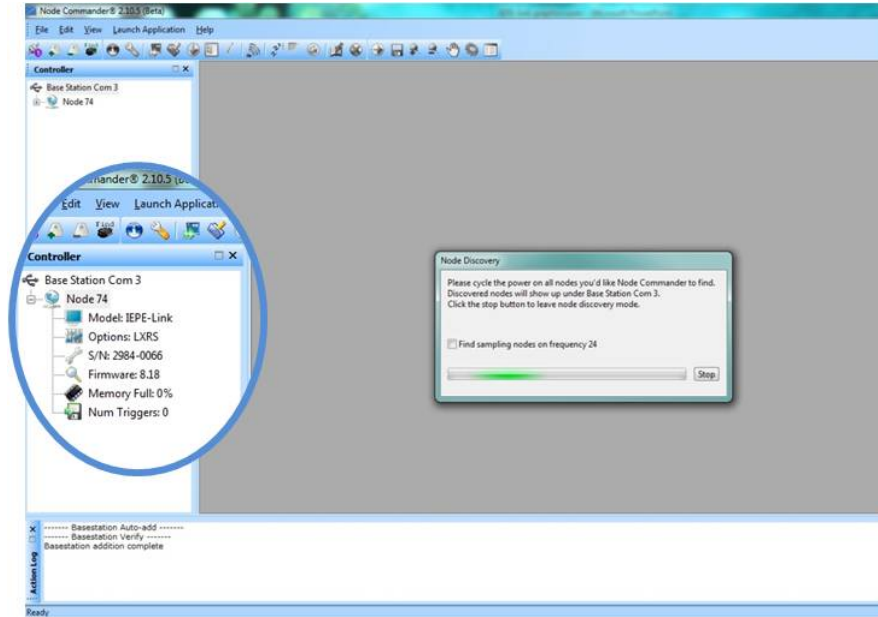 Node Commander® 2.10.5 (Beta)
File Edit View Launch Application Help
Controller
Base Station Com 3
Node 74
mander® 2.10.5
Edit View Launch Applicat
Find
Controller
Base Station Com 3
Node 74
Model: IEPE-Link
Options: LXRS
S/N: 2984-0066
Firmware: 8.18
Memory Full: 0%
Num Triggers: 0
Node Discovery
Please cycle the power on all nodes you'd like Node Commander to find.
Discovered nodes will show up under Base Station Com 3.
Click the stop button to leave node discovery mode.
Find sampling nodes on frequency 24
Stop
------- Basestation Auto-add -------
------- Basestation Verify -------
Basestation addition complete
Action Log
Ready